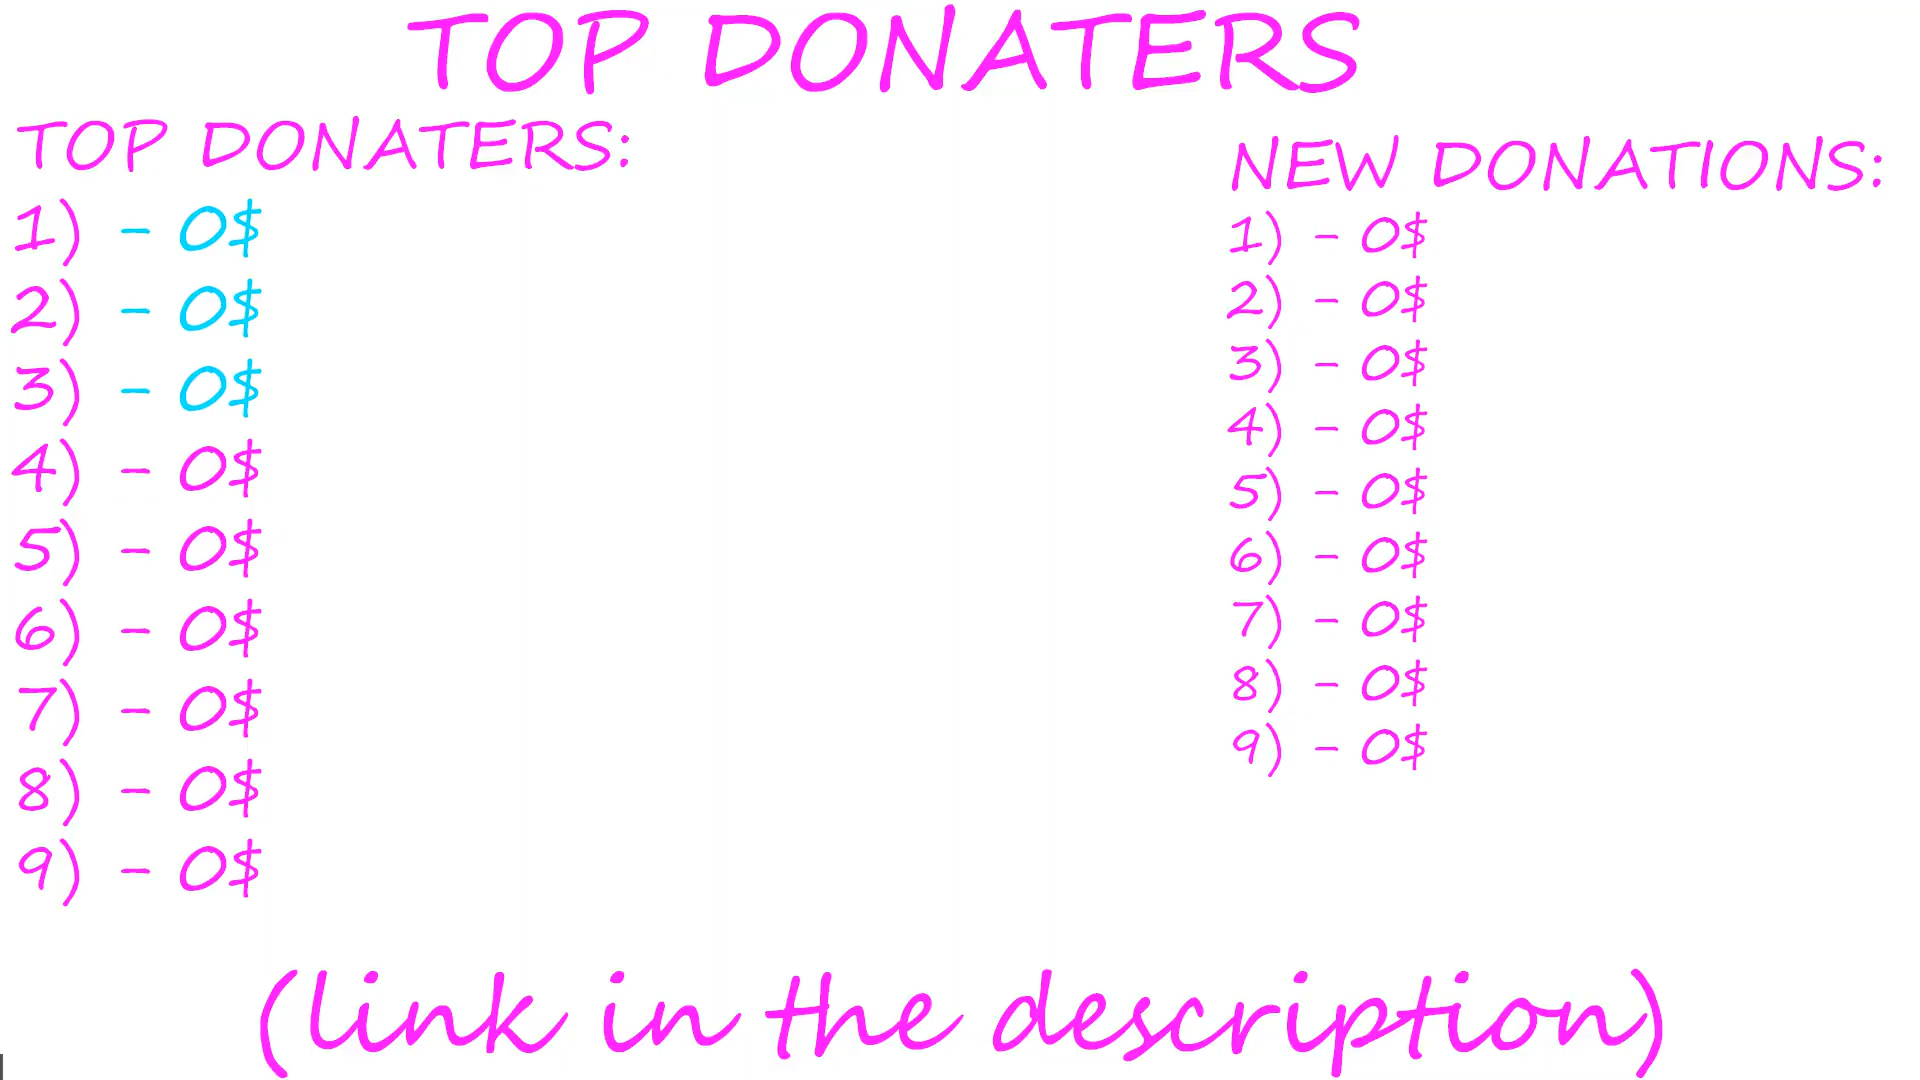 TOP DONATERS
TOP DONATERS:
1) - 0$
2) - 0$
3) - 0$
4) - 0$
5) - 0$
6) - 0$
7) - 0$
8) - 0$
9) - 0$
NEW DONATIONS:
1) - 0$
2) - 0$
3) - 0$
4) - 0$
5) - 0$
6) - 0$
7) - 0$
8) - 0$
9) - 0$
(link in the description)